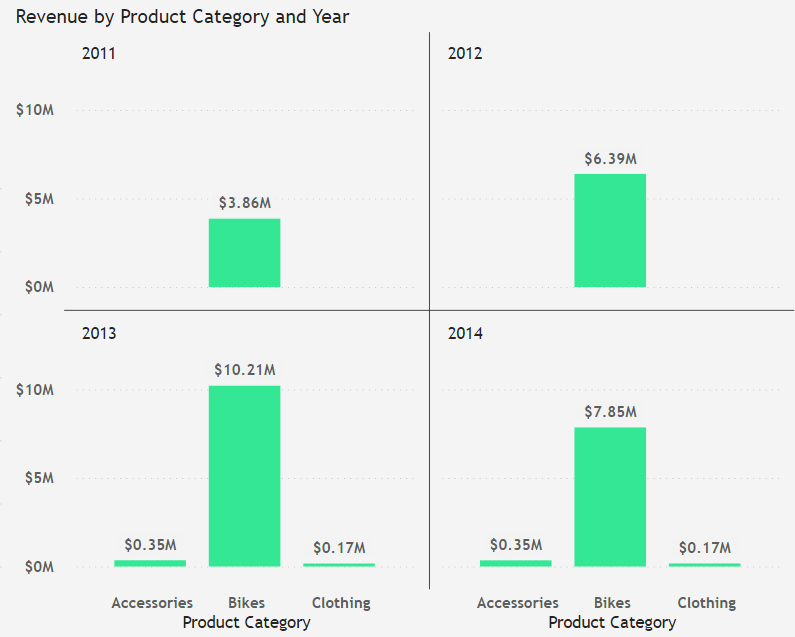 Revenue by Product Category and Year
2011
2012
$10M
$5M
$0M
$3.86M
$6.39M
2013
2014
$10M
$5M
$0M
$0.35M
$10.21M
$0.17M
$0.35M
$7.85M
$0.17M
Accessories Bikes Clothing
Product Category
Accessories Bikes Clothing
Product Category